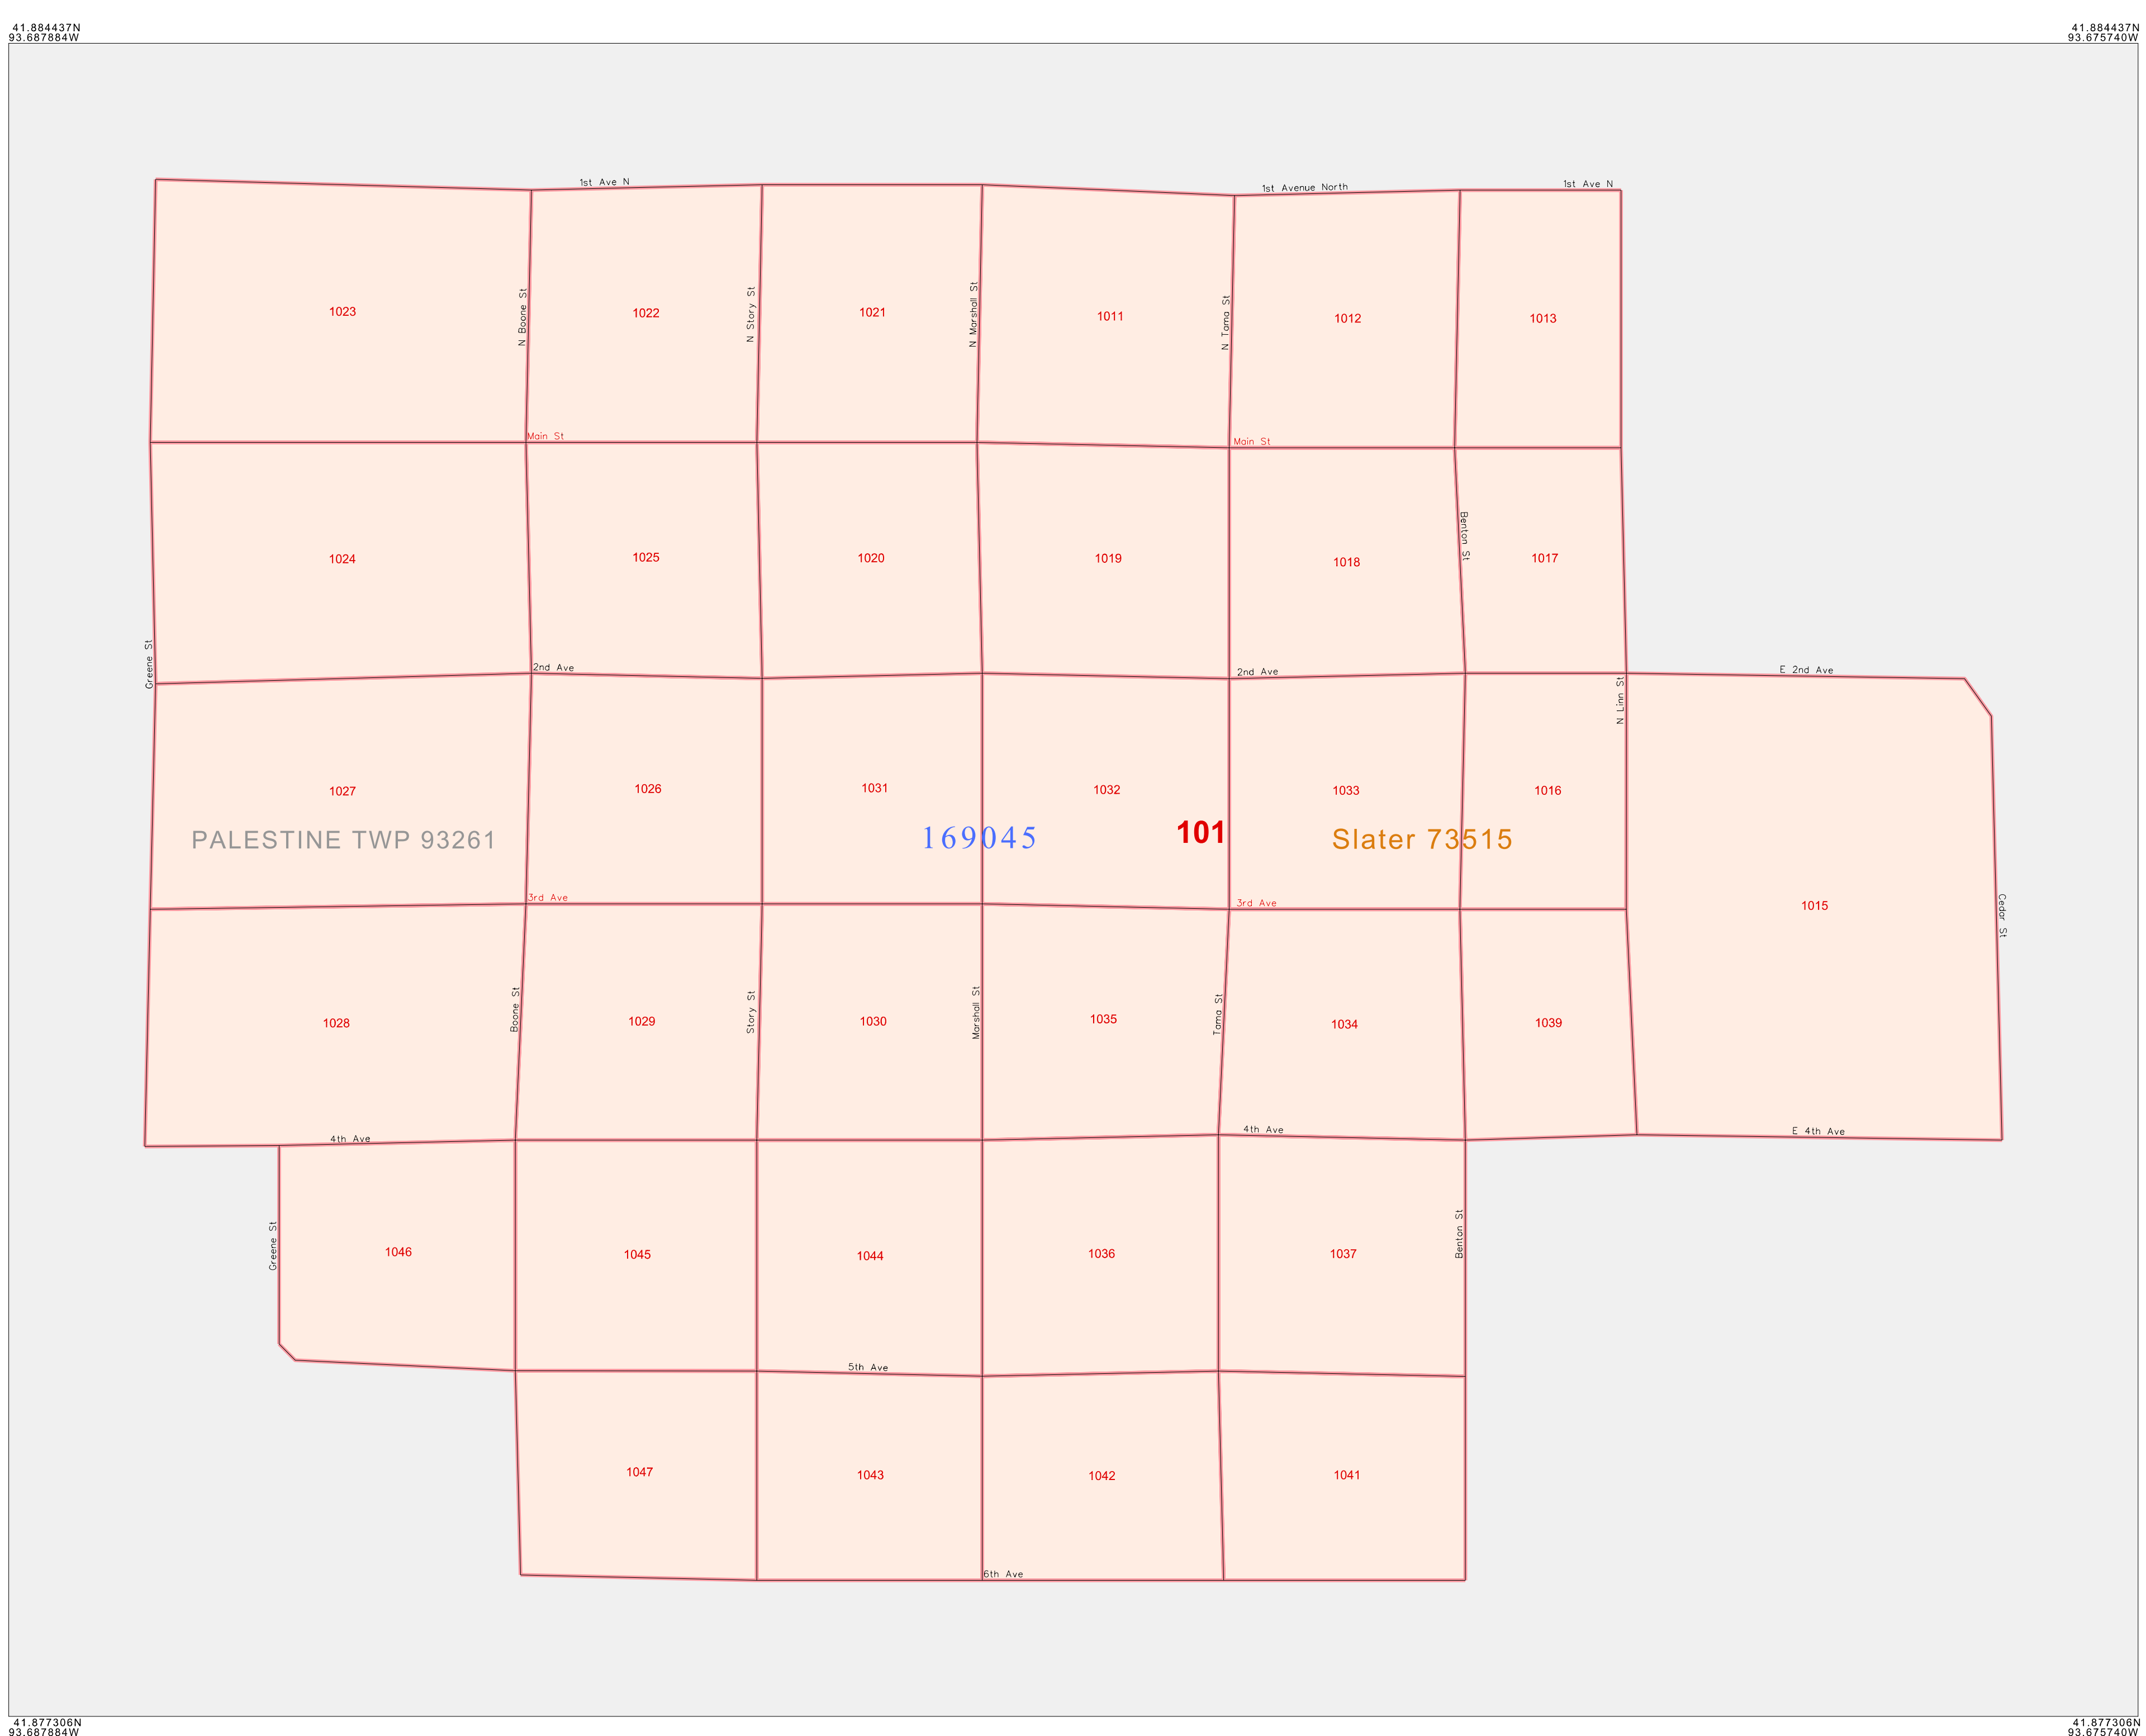 41.884437N
93.687884W
41.884437N
93.675740W
1st Ave N
1st Avenue North
1st Ave N
1023
N Boone St
1022
N Story St
1021
N Marshall St
1011
N Tama St
1012
1013
Main St
Main St
1024
1025
1020
1019
1018
Benton St
1017
Greene St
2nd Ave
2nd Ave
N Linn St
E 2nd Ave
1027
1026
1031
1032
1033
1016
PALESTINE TWP 93261
169045
101
Slater 73515
3rd Ave
3rd Ave
1015
Cedar St
1028
Boone St
1029
Story St
1030
Marshall St
1035
Tama St
1034
1039
4th Ave
4th Ave
E 4th Ave
Greene St
1046
1045
1044
1036
1037
Benton St
5th Ave
1047
1043
1042
1041
6th Ave
41.877306N
93.687884W
41.877306N
93.675740W